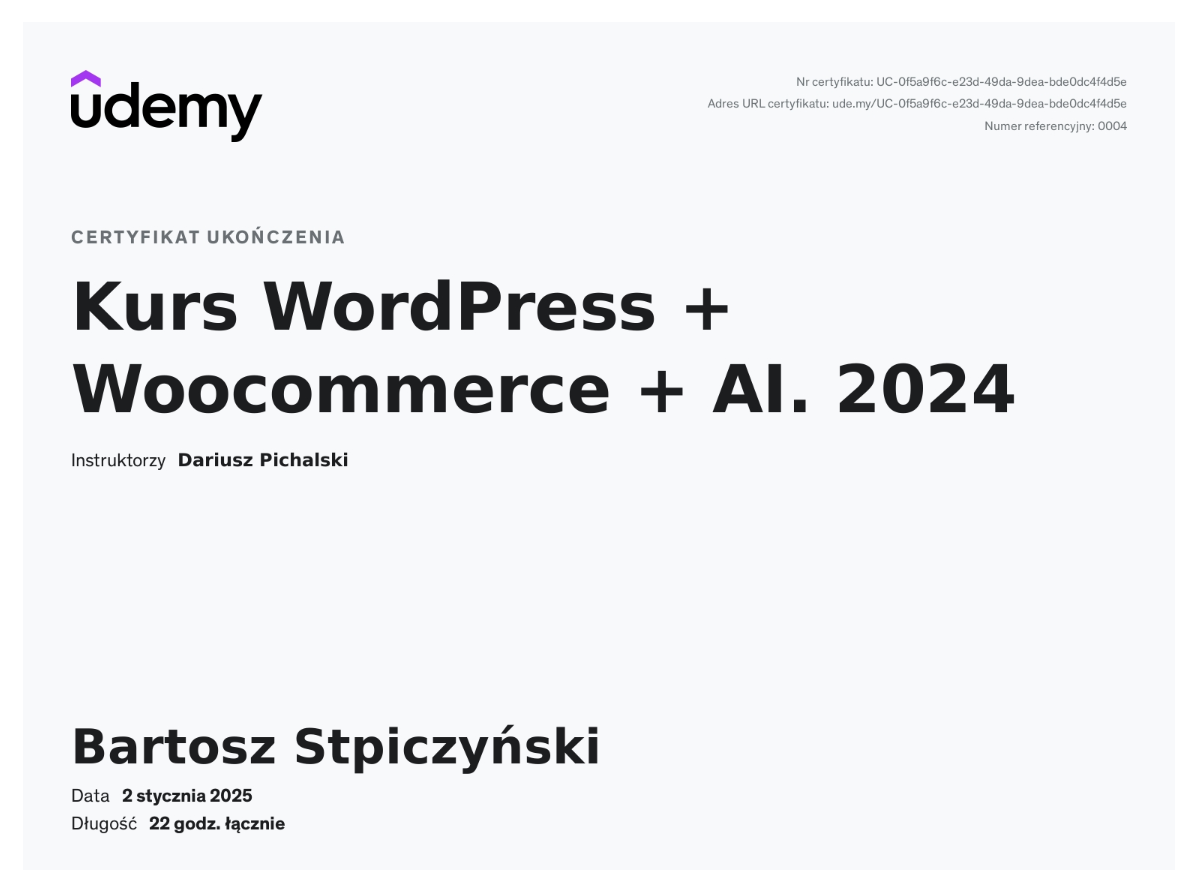 udemy
Nr certyfikatu: UC-0f5a9f6c-e23d-49da-9dea-bde0dc4f4d5e
Adres URL certyfikatu: ude.my/UC-0f5a9f6c-e23d-49da-9dea-bde0dc4f4d5e
Numer referencyjny: 0004
CERTYFIKAT UKOŃCZENIA
Kurs WordPress +
Woocommerce + AI. 2024
Instruktorzy Dariusz Pichalski
Bartosz Stpiczyński
Data 2 stycznia 2025
Długość 22 godz. łącznie